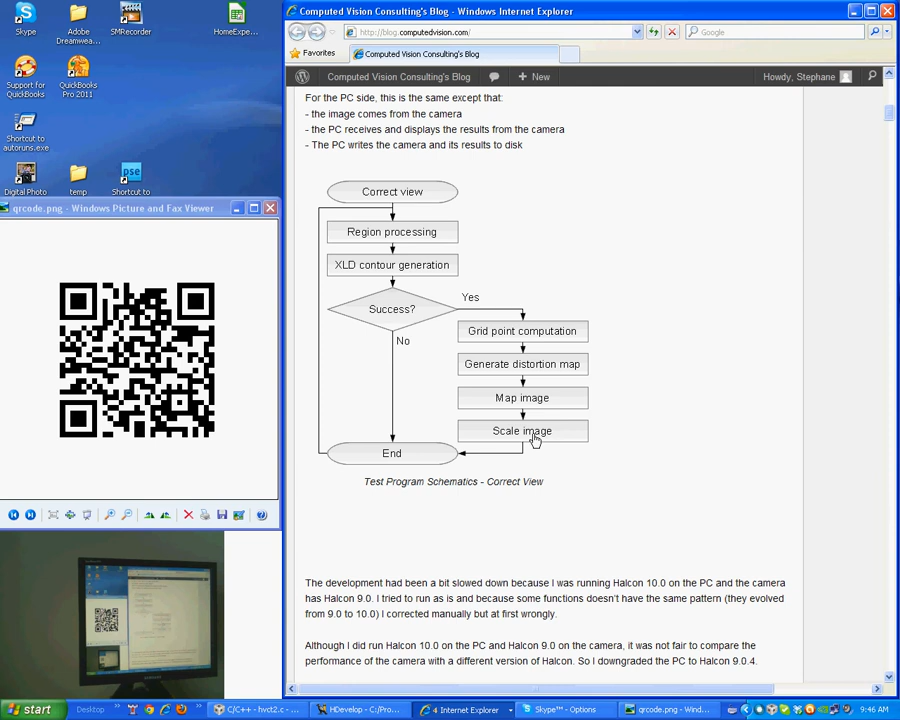 Skype
Adobe
Dreamwea...
SMRecorder
HomeExpe...
Support for
QuickBooks
QuickBooks
Pro 2011
Shortcut to
autoruns.exe
pse
Digital Photo
temp
Shortcut to
qrcode.png - Windows Picture and Fax Viewer
Computed Vision Consulting's Blog - Windows Internet Explorer
http://blog.computedvision.com/
Google
Favorites
Computed Vision Consulting's Blog
Computed Vision Consulting's Blog
New
Howdy, Stephane
For the PC side, this is the same except that:
- the image comes from the camera
- the PC receives and displays the results from the camera
- The PC writes the camera and its results to disk
Correct view
Region processing
XLD contour generation
Success?
Yes
No
Grid point computation
Generate distortion map
Map image
Scale image
End
Test Program Schematics - Correct View
The development had been a bit slowed down because I was running Halcon 10.0 on the PC and the camera
has Halcon 9.0. I tried to run as is and because some functions doesn't have the same pattern (they evolved
from 9.0 to 10.0) I corrected manually but at first wrongly.
Although I did run Halcon 10.0 on the PC and Halcon 9.0 on the camera, it was not fair to compare the
performance of the camera with a different version of Halcon. So I downgraded the PC to Halcon 9.0.4.
start
Desktop
C/C++ - hvct2.c - ...
HDevelop - C:/Pro...
4 Internet Explorer
Skype™ - Options
qrcode.png - Wind...
9:46 AM